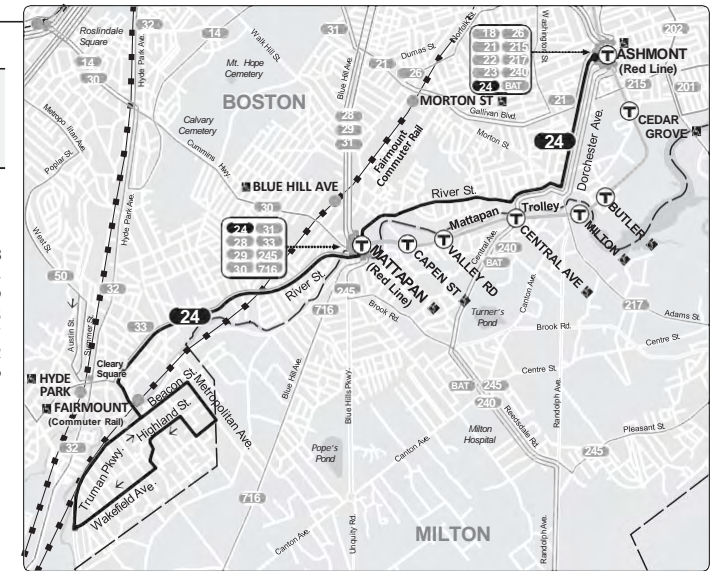 32
31
Norfolk St.
18 26
21 215
22 217
23 240
24 BAT
Washington St.
202
Roslindale
Square
14
Walk Hill St.
Dumas St.
ASHMONT
(Red Line)
14
30
Hyde Park Ave.
Mt. Hope
Cemetery
Blue Hill Ave.
21
26
215
201
BOSTON
MORTON ST
Gallivan Blvd.
21
CEDAR
GROVE
Metropolitan Ave.
Calvary
Cemetery
28
29
31
Fairmount
Commuter Rail
Morton St.
24
Dorchester Ave.
Poplar St.
Cummins Hwy.
BLUE HILL AVE
River St.
Mattapan Trolley
West St.
Hyde Park Ave.
30
24 31
28 33
29 245
30 716
MATTAPAN
(Red Line)
CAPEN ST
VALLEY RD
Central Ave.
240
BAT
CENTRAL AVE
MILTON
BUTLER
50
32
River St.
245
716
Brook Rd.
Turner's
Pond
Canton Ave.
217
Adams St.
Austin St.
Summer St.
33
24
Brook Rd.
Centre St.
Cleary
Square
HYDE
PARK
FAIRMOUNT
(Commuter Rail)
Beacon St.
Metropolitan Ave.
Highland St.
Blue Hill Ave.
Blue Hills Pkwy.
BAT 245
240
Centre St.
Randolph Ave.
Reedsdale Rd.
Milton
Hospital
Pleasant St.
32
Truman Pkwy.
Wakefield Ave.
Pope's
Pond
Canton Ave.
245
716
Canton Ave.
Unquity Rd.
MILTON
Randolph Ave.